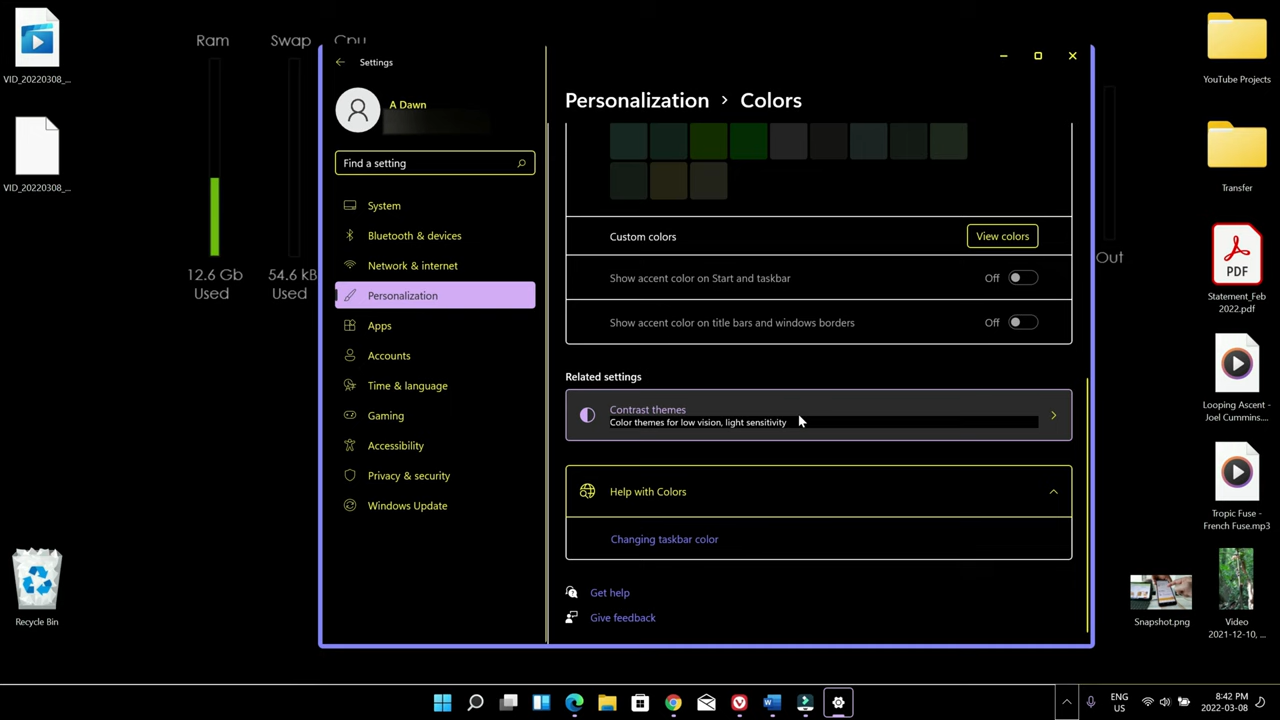 VID_20220308_...
VID_20220308_...
Recycle Bin
Ram
Swap
Cpu
12.6 Gb
Used
54.6 kB
Used
Out
Settings
A Dawn
Find a setting
System
Bluetooth & devices
Network & internet
Personalization
Apps
Accounts
Time & language
Gaming
Accessibility
Privacy & security
Windows Update
Personalization > Colors
Custom colors
View colors
Show accent color on Start and taskbar
Off
Show accent color on title bars and windows borders
Off
Related settings
Contrast themes
Color themes for low vision, light sensitivity
Help with Colors
Changing taskbar color
Get help
Give feedback
YouTube Projects
Transfer
PDF
Statement_Feb
2022.pdf
Looping Ascent -
Joel Cummins....
Tropic Fuse -
French Fuse.mp3
Snapshot.png
Video
2021-12-10, ...
ENG
US
8:42 PM
2022-03-08